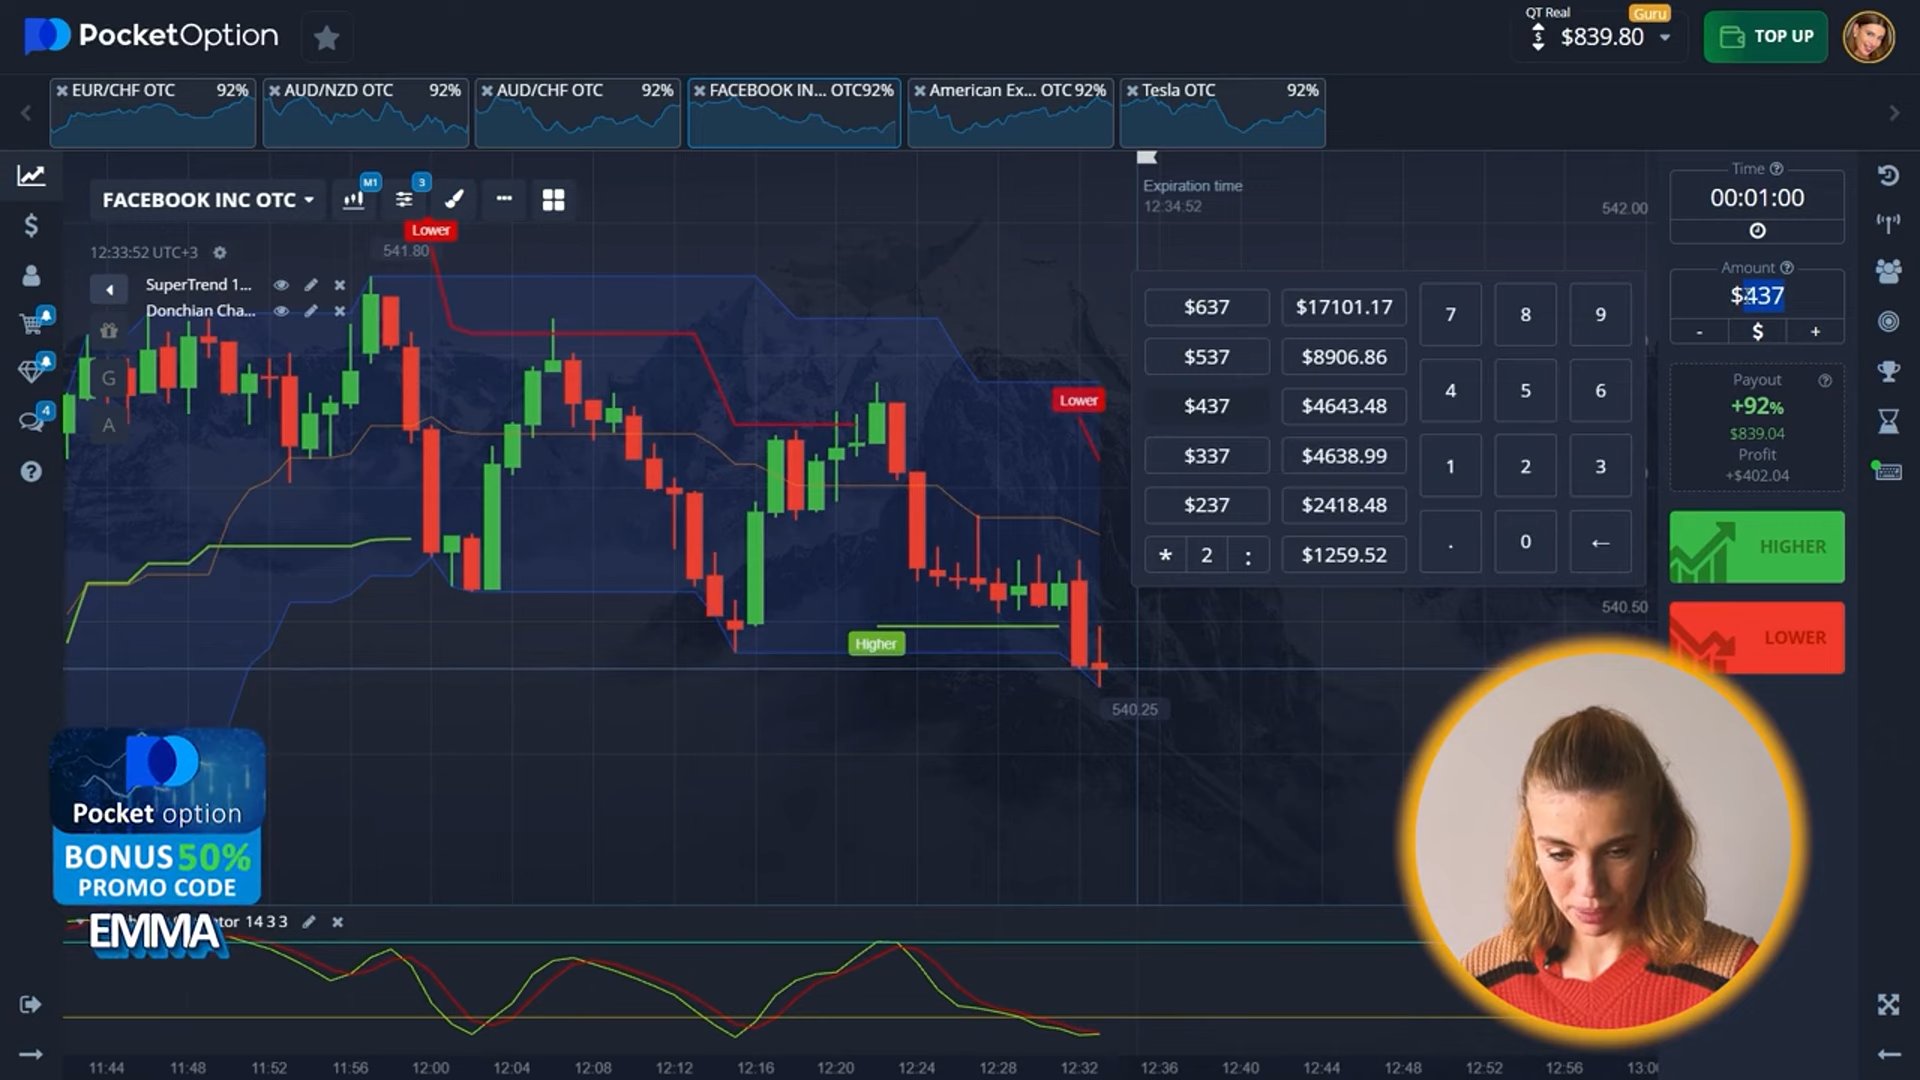 PocketOption
QT Real
Guru
$839.80
TOP UP
EUR/CHF OTC 92%
AUD/NZD OTC 92%
AUD/CHF OTC 92%
FACEBOOK IN... OTC92%
American Ex... OTC 92%
Tesla OTC 92%
FACEBOOK INC OTC
M1
3
Lower
541.80
12:33:52 UTC+3
SuperTrend 1...
Donchian Cha...
G
A
4
Expiration time
12:34:52
542.00
Time
00:01:00
Amount
$437
- $ +
Payout
+92%
$839.04
Profit
+$402.04
HIGHER
LOWER
$637 $17101.17 7 8 9
$537 $8906.86
$437 $4643.48 4 5 6
$337 $4638.99 1 2 3
$237 $2418.48
* 2 : $1259.52 . 0 ←
Lower
Higher
540.50
540.25
Pocket option
BONUS 50%
PROMO CODE
EMMA
14 3 3
11:44 11:48 11:52 11:56 12:00 12:04 12:08 12:12 12:16 12:20 12:24 12:28 12:32 12:36 12:40 12:44 12:48 12:52 12:56